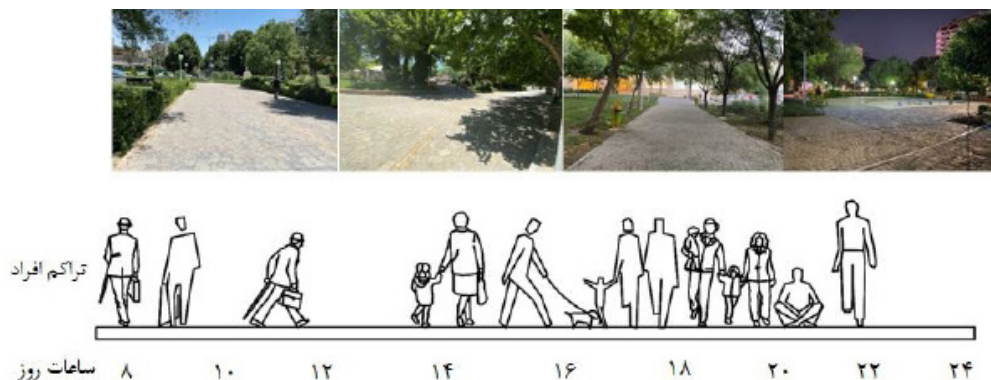 تراکم افراد
ساعات روز ۸ ۱۰ ۱۲ ۱۴ ۱۶ ۱۸ ۲۰ ۲۲ ۲۴